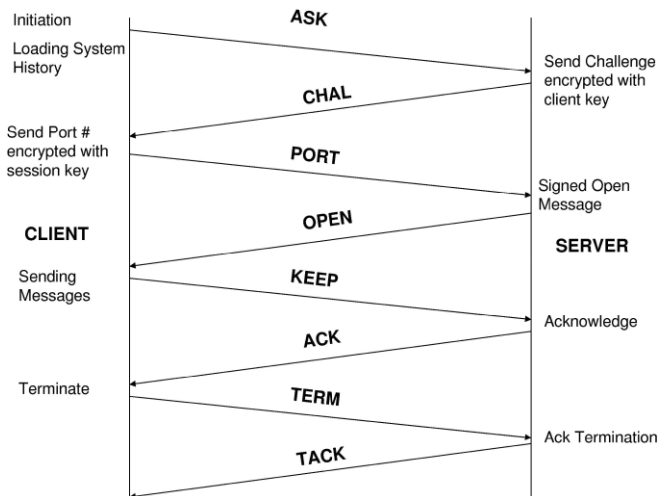 Initiation
ASK
Loading System
History
Send Challenge
encrypted with
client key
CHAL
Send Port #
encrypted with
session key
PORT
Signed Open
Message
OPEN
CLIENT
SERVER
Sending
Messages
KEEP
Acknowledge
ACK
Terminate
TERM
Ack Termination
TACK